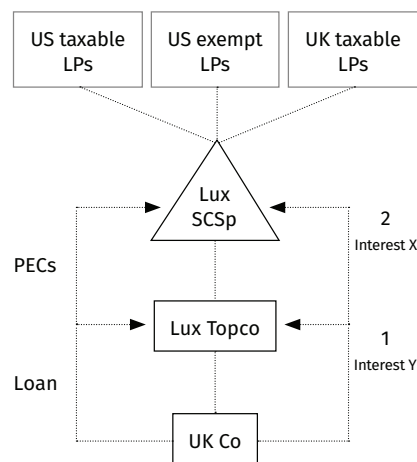 US taxable
LPs
US exempt
LPs
UK taxable
LPs
Lux
SCSp
2
Interest X
PECs
Lux Topco
1
Interest Y
Loan
UK Co